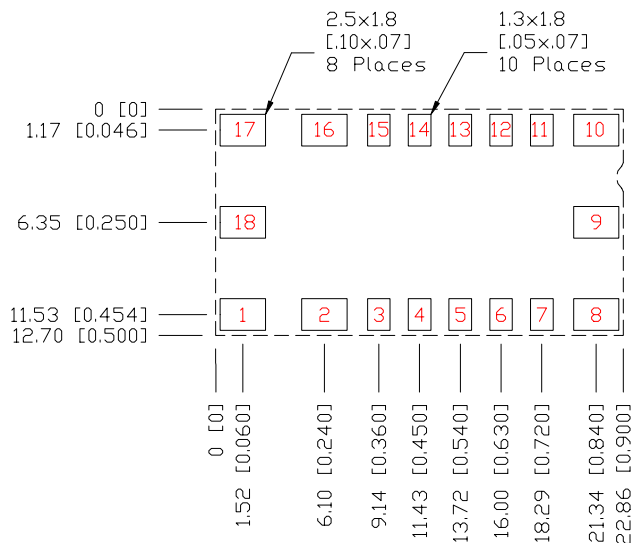 2.5x1.8
[.10x.07]
8 Places
1.3x1.8
[.05x.07]
10 Places
0 [0]
1.17 [0.046]
17 16 15 14 13 12 11 10
6.35 [0.250]
18 9
11.53 [0.454]
1 2 3 4 5 6 7 8
12.70 [0.500]
0 [0]
1.52 [0.060]
6.10 [0.240]
9.14 [0.360]
11.43 [0.450]
13.72 [0.540]
16.00 [0.630]
18.29 [0.720]
21.34 [0.840]
22.86 [0.900]